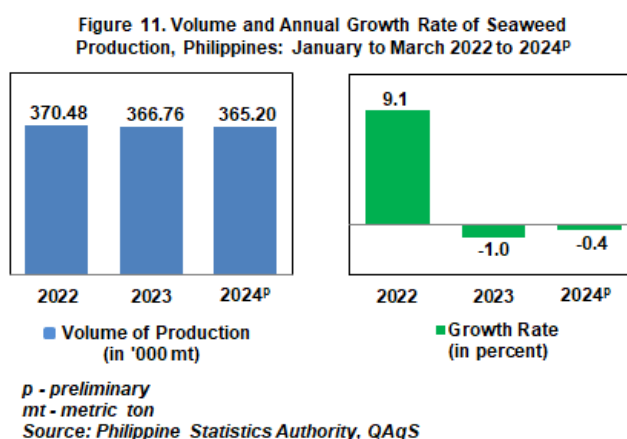 Figure 11. Volume and Annual Growth Rate of Seaweed
Production, Philippines: January to March 2022 to 2024ᵖ
370.48 366.76 365.20
2022 2023 2024ᵖ
Volume of Production
(in '000 mt)
9.1
-1.0 -0.4
2022 2023 2024ᵖ
Growth Rate
(in percent)
p - preliminary
mt - metric ton
Source: Philippine Statistics Authority, QAqS